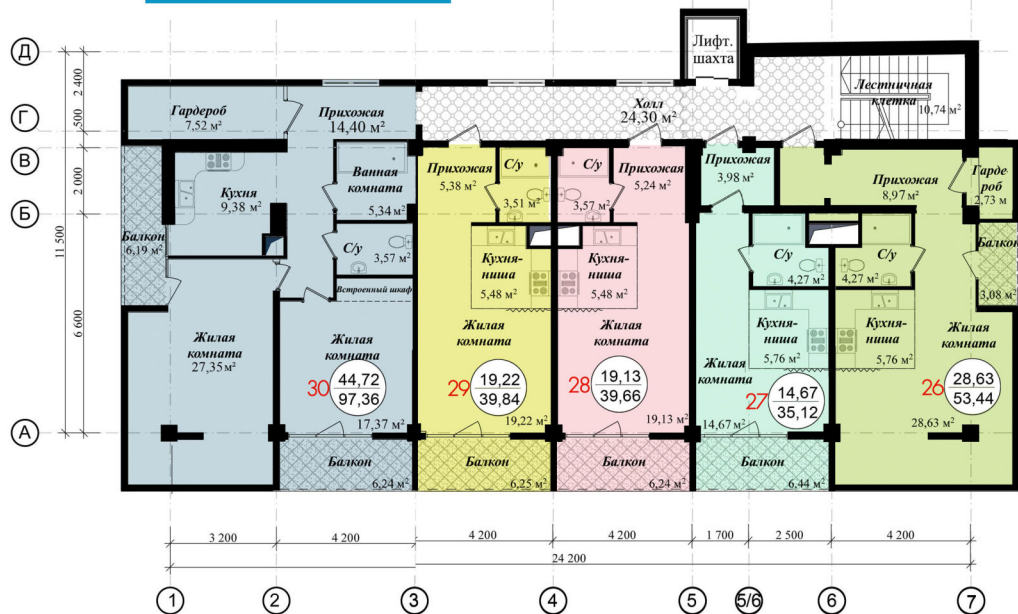 Д
Г
В
Б
А
2 400
500
2 000
11 500
6 600
Лифт.
шахта
Лестничная
клетка
10,74 м²
Холл
24,30 м²
Гардероб
7,52 м²
Прихожая
14,40 м²
Кухня
9,38 м²
Ванная
комната
5,34 м²
Балкон
6,19 м²
С/у
3,57 м²
Встроенный шкаф
Жилая
комната
27,35 м²
Жилая
комната
30
44,72
97,36
17,37 м²
Балкон
6,24 м²
Прихожая
5,38 м²
С/у
3,51 м²
Кухня-
ниша
5,48 м²
Жилая
комната
29
19,22
39,84
19,22 м²
Балкон
6,25 м²
С/у
3,57 м²
Прихожая
5,24 м²
Кухня-
ниша
5,48 м²
Жилая
комната
28
19,13
39,66
19,13 м²
Балкон
6,24 м²
Прихожая
3,98 м²
С/у
4,27 м²
Кухня-
ниша
5,76 м²
Жилая
комната
27
14,67
35,12
14,67 м²
Балкон
6,44 м²
Прихожая
8,97 м²
Гарде-
роб
2,73 м
Балкон
3,08 м²
С/у
4,27 м²
Кухня-
ниша
5,76 м²
Жилая
комната
26
28,63
53,44
28,63 м²
3 200
4 200
4 200
4 200
1 700
2 500
4 200
24 200
1
2
3
4
5
5/6
6
7